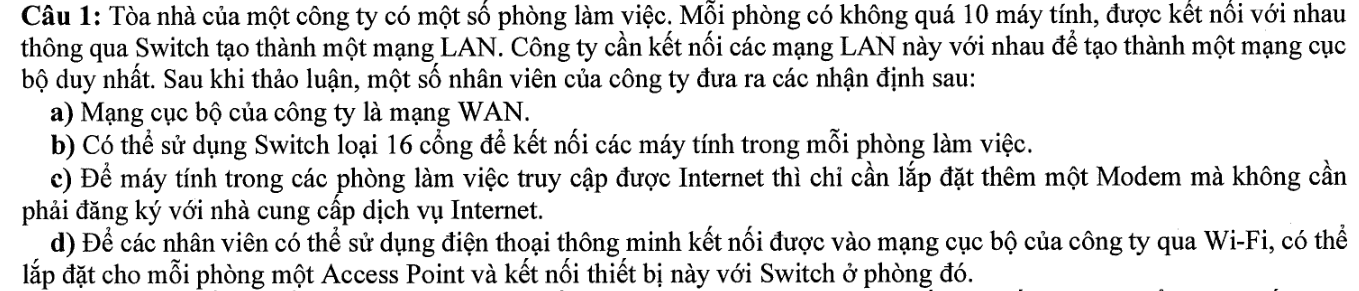 Câu 1: Tòa nhà của một công ty có một số phòng làm việc. Mỗi phòng có không quá 10 máy tính, được kết nối với nhau
thông qua Switch tạo thành một mạng LAN. Công ty cần kết nối các mạng LAN này với nhau để tạo thành một mạng cục
bộ duy nhất. Sau khi thảo luận, một số nhân viên của công ty đưa ra các nhận định sau:
a) Mạng cục bộ của công ty là mạng WAN.
b) Có thể sử dụng Switch loại 16 cổng để kết nối các máy tính trong mỗi phòng làm việc.
c) Để máy tính trong các phòng làm việc truy cập được Internet thì chỉ cần lắp đặt thêm một Modem mà không cần
phải đăng ký với nhà cung cấp dịch vụ Internet.
d) Để các nhân viên có thể sử dụng điện thoại thông minh kết nối được vào mạng cục bộ của công ty qua Wi-Fi, có thể
lắp đặt cho mỗi phòng một Access Point và kết nối thiết bị này với Switch ở phòng đó.